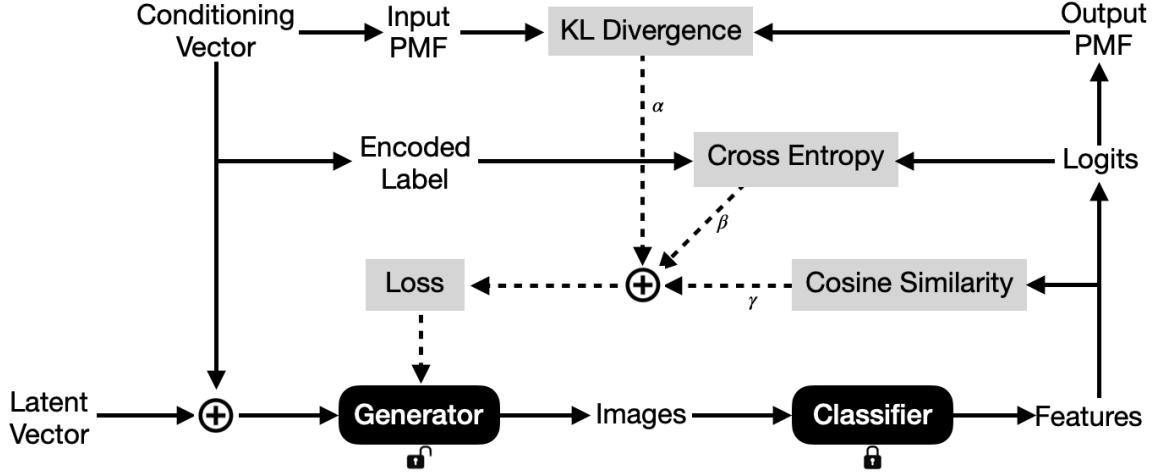 Conditioning
Vector
Input
PMF
KL Divergence
Output
PMF
α
Encoded
Label
Cross Entropy
Logits
β
Loss
Cosine Similarity
γ
Latent
Vector
Generator
Images
Classifier
Features